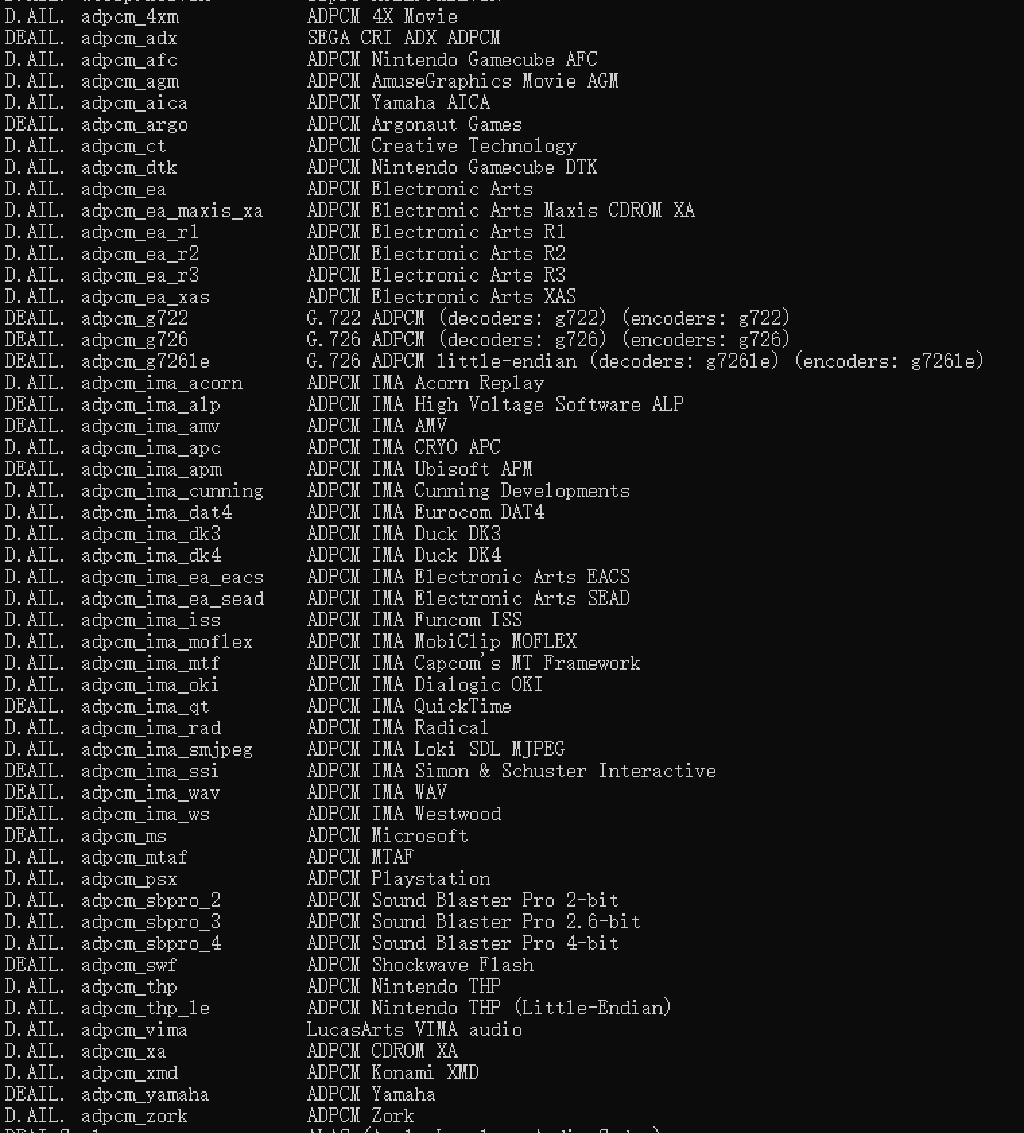 D.AIL. adpcm_4xm ADPCM 4X Movie
DEAIL. adpcm_adx SEGA CRI ADX ADPCM
D.AIL. adpcm_afc ADPCM Nintendo Gamecube AFC
D.AIL. adpcm_agm ADPCM AmuseGraphics Movie AGM
D.AIL. adpcm_aica ADPCM Yamaha AICA
DEAIL. adpcm_argo ADPCM Argonaut Games
D.AIL. adpcm_ct ADPCM Creative Technology
D.AIL. adpcm_dtk ADPCM Nintendo Gamecube DTK
D.AIL. adpcm_ea ADPCM Electronic Arts
D.AIL. adpcm_ea_maxis_xa ADPCM Electronic Arts Maxis CDROM XA
D.AIL. adpcm_ea_r1 ADPCM Electronic Arts R1
D.AIL. adpcm_ea_r2 ADPCM Electronic Arts R2
D.AIL. adpcm_ea_r3 ADPCM Electronic Arts R3
D.AIL. adpcm_ea_xas ADPCM Electronic Arts XAS
DEAIL. adpcm_g722 G.722 ADPCM (decoders: g722) (encoders: g722)
DEAIL. adpcm_g726 G.726 ADPCM (decoders: g726) (encoders: g726)
DEAIL. adpcm_g726le G.726 ADPCM little-endian (decoders: g726le) (encoders: g726le)
D.AIL. adpcm_ima_acorn ADPCM IMA Acorn Replay
DEAIL. adpcm_ima_alp ADPCM IMA High Voltage Software ALP
DEAIL. adpcm_ima_amv ADPCM IMA AMV
D.AIL. adpcm_ima_apc ADPCM IMA CRYO APC
DEAIL. adpcm_ima_apm ADPCM IMA Ubisoft APM
D.AIL. adpcm_ima_cunning ADPCM IMA Cunning Developments
D.AIL. adpcm_ima_dat4 ADPCM IMA Eurocom DAT4
D.AIL. adpcm_ima_dk3 ADPCM IMA Duck DK3
D.AIL. adpcm_ima_dk4 ADPCM IMA Duck DK4
D.AIL. adpcm_ima_ea_eacs ADPCM IMA Electronic Arts EACS
D.AIL. adpcm_ima_ea_sead ADPCM IMA Electronic Arts SEAD
D.AIL. adpcm_ima_iss ADPCM IMA Funcom ISS
D.AIL. adpcm_ima_moflex ADPCM IMA MobiClip MOFLEX
D.AIL. adpcm_ima_mtf ADPCM IMA Capcom's MT Framework
D.AIL. adpcm_ima_oki ADPCM IMA Dialogic OKI
DEAIL. adpcm_ima_qt ADPCM IMA QuickTime
D.AIL. adpcm_ima_rad ADPCM IMA Radical
D.AIL. adpcm_ima_smjpeg ADPCM IMA Loki SDL MJPEG
DEAIL. adpcm_ima_ssi ADPCM IMA Simon & Schuster Interactive
DEAIL. adpcm_ima_wav ADPCM IMA WAV
DEAIL. adpcm_ima_ws ADPCM IMA Westwood
DEAIL. adpcm_ms ADPCM Microsoft
D.AIL. adpcm_mtaf ADPCM MTAF
D.AIL. adpcm_psx ADPCM Playstation
D.AIL. adpcm_sbpro_2 ADPCM Sound Blaster Pro 2-bit
D.AIL. adpcm_sbpro_3 ADPCM Sound Blaster Pro 2.6-bit
D.AIL. adpcm_sbpro_4 ADPCM Sound Blaster Pro 4-bit
DEAIL. adpcm_swf ADPCM Shockwave Flash
D.AIL. adpcm_thp ADPCM Nintendo THP
D.AIL. adpcm_thp_le ADPCM Nintendo THP (Little-Endian)
D.AIL. adpcm_vima LucasArts VIMA audio
D.AIL. adpcm_xa ADPCM CDROM XA
D.AIL. adpcm_xmd ADPCM Konami XMD
DEAIL. adpcm_yamaha ADPCM Yamaha
D.AIL. adpcm_zork ADPCM Zork